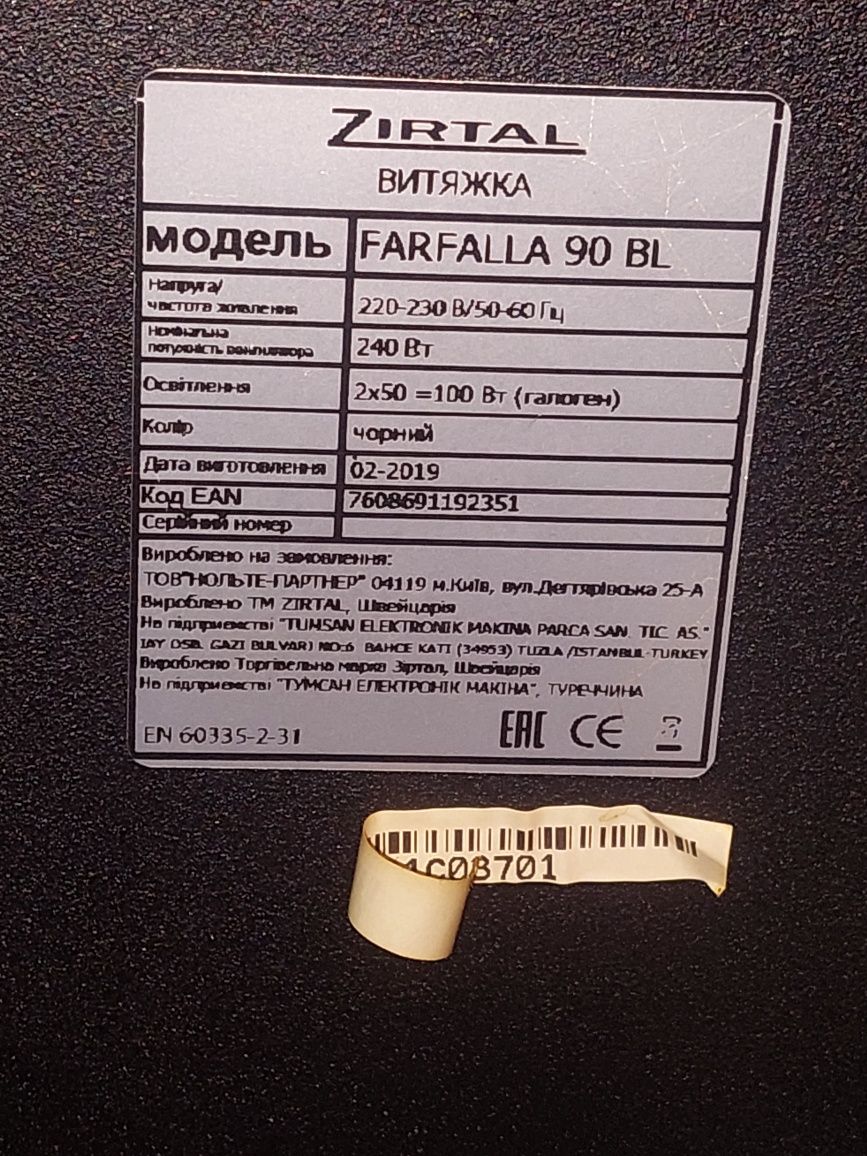 ZIRTAL
ВИТЯЖКА
модель FARFALLA 90 BL
Напруга/
частота живлення 220-230 В/50-60 Гц
Номінальна
потужність вентилятора 240 Вт
Освітлення 2x50 =100 Вт (галоген)
Колір чорний
Дата виготовлення 02-2019
Код EAN 7608691192351
Серійний номер
Вироблено на замовлення:
ТОВ"НОЛЬТЕ-ПАРТНЕР" 04119 м.Київ, вул.Дегтярівська 25-А
Вироблено ТМ ZIRTAL, Швейцарія
На підприємстві "TUMSAN ELEKTRONIK MAKINA PARCA SAN. TIC. AS."
IAY OSB. GAZI BULVARI NO:6 BAHCE KATI (34953) TUZLA /ISTANBUL-TURKEY
Вироблено Торгівельна марка Зіртал, Швейцарія
На підприємстві "ТУМСАН ЕЛЕКТРОНІК МАКІНА", ТУРЕЧЧИНА
EN 60335-2-31 EAC CE
1C08701